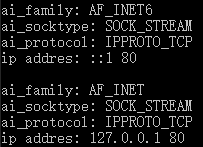 ai_family: AF_INET6
ai_socktype: SOCK_STREAM
ai_protocol: IPPROTO_TCP
ip addres: ::1 80
ai_family: AF_INET
ai_socktype: SOCK_STREAM
ai_protocol: IPPROTO_TCP
ip addres: 127.0.0.1 80